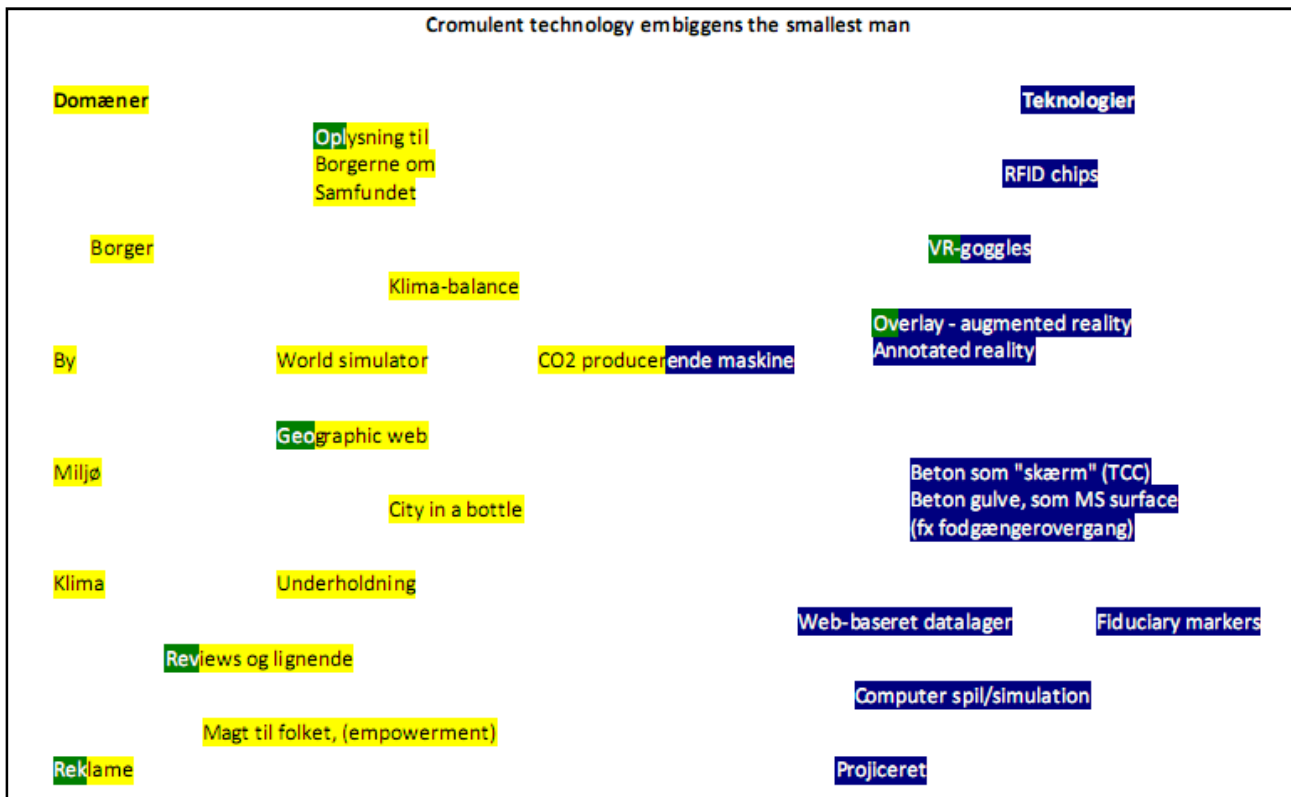 Cromulent technology embiggens the smallest man
Domæner
Teknologier
Oplysning til
Borgerne om
Samfundet
RFID chips
Borger
VR-goggles
Klima-balance
Overlay - augmented reality
Annotated reality
By
World simulator
CO2 producerende maskine
Geographic web
Miljø
Beton som "skærm" (TCC)
Beton gulve, som MS surface
(fx fodgængerovergang)
City in a bottle
Klima
Underholdning
Web-baseret datalager
Fiduciary markers
Reviews og lignende
Computer spil/simulation
Magt til folket, (empowerment)
Reklame
Projiceret